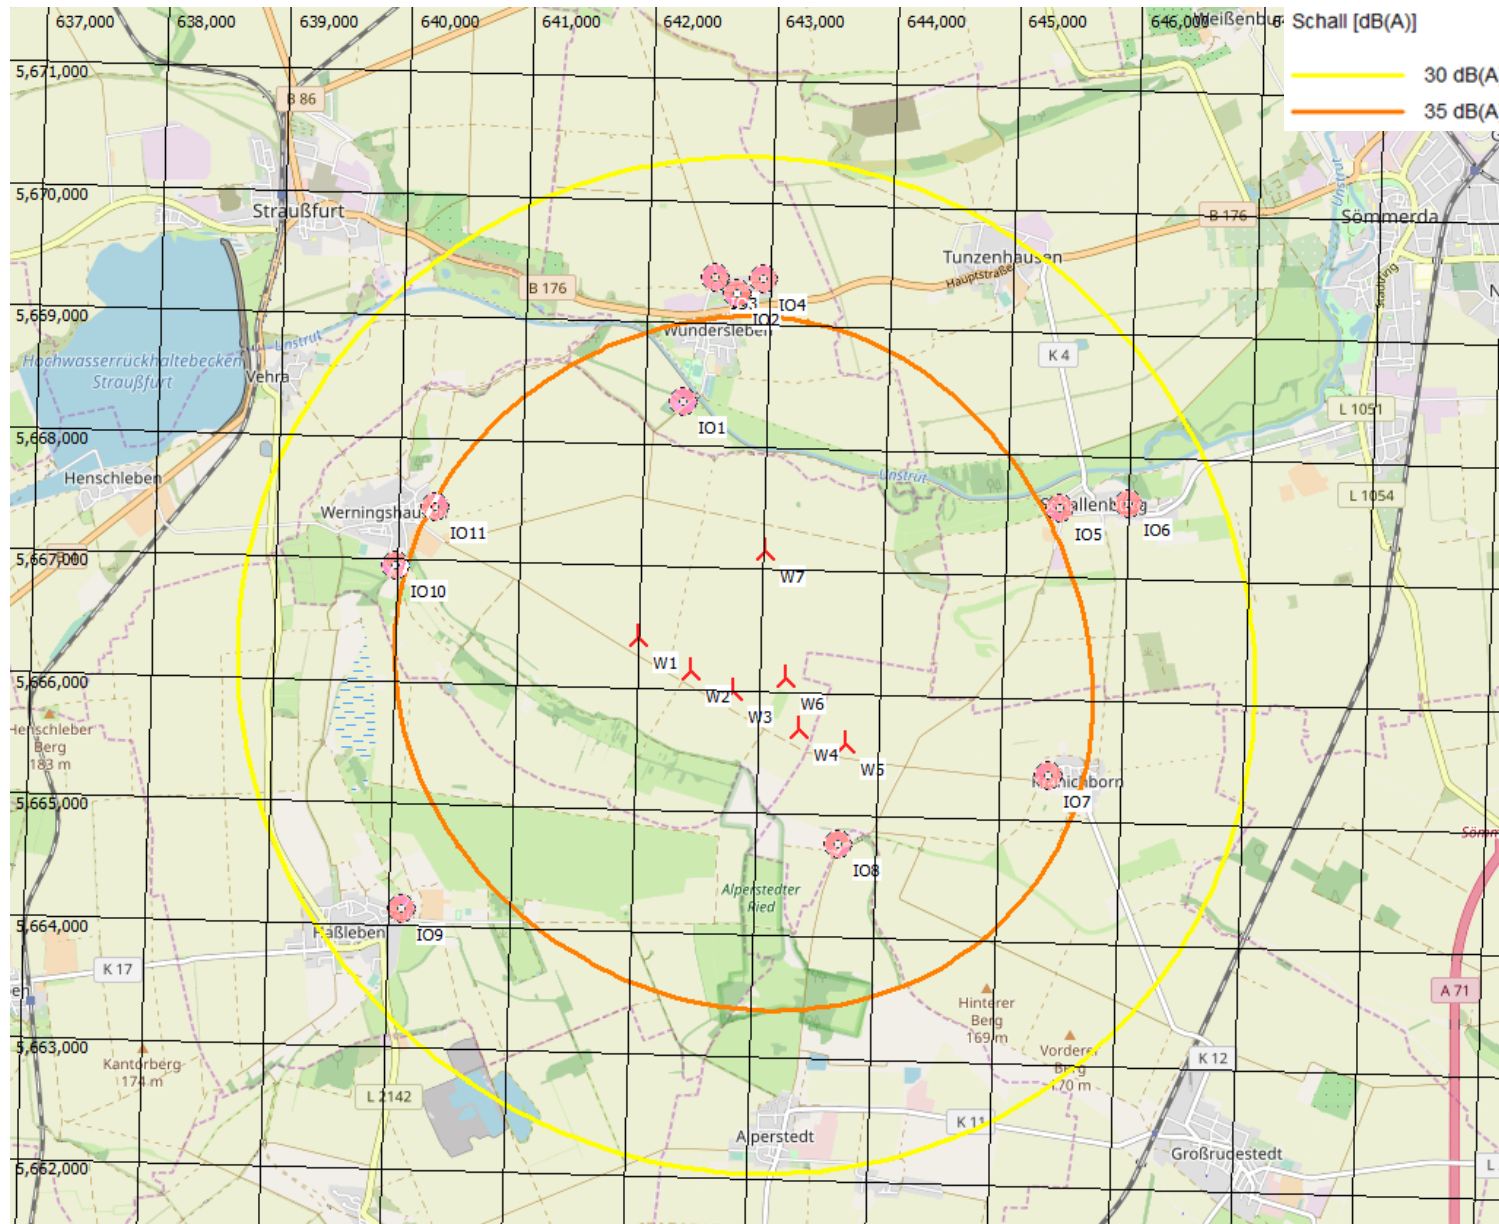 637,000 638,000 639,000 640,000 641,000 642,000 643,000 644,000 645,000 646,000
Schall [dB(A)]
30 dB(A
35 dB(A
5,671,000
B 86
5,670,000
Straußfurt
B 176
Sömmerda
Unstrut
Tunzenhausen
Hauptstraße
B 176
IO3
IO4
IO2
5,669,000
Wundersleben
Unstrut
Hochwasserrückhaltebecken
Straußfurt
Vehra
K 4
L 1051
IO1
5,668,000
Henschleben
Unstrut
L 1054
Werningshau
IO11
Schallenburg
IO5
IO6
5,667,000
W7
IO10
W1
5,666,000
W2
W6
W3
Henschleber
Berg
183 m
W4
W5
IO7
5,665,000
IO8
Alperstedter
Ried
5,664,000
Haßleben
IO9
K 17
A 71
Hinterer
Berg
169 m
5,663,000
Kantorberg
174 m
Vorderer
Berg
170 m
K 12
L 2142
K 11
Alperstedt
Großrudestedt
5,662,000
L